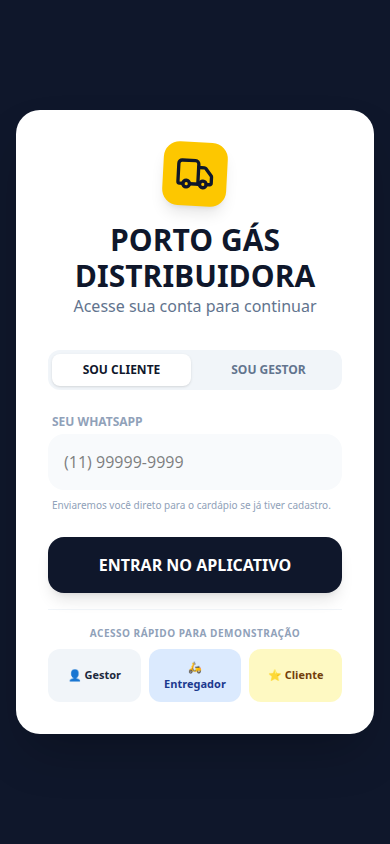 PORTO GÁS
DISTRIBUIDORA
Acesse sua conta para continuar
SOU CLIENTE
SOU GESTOR
SEU WHATSAPP
(11) 99999-9999
Enviaremos você direto para o cardápio se já tiver cadastro.
ENTRAR NO APLICATIVO
ACESSO RÁPIDO PARA DEMONSTRAÇÃO
👤 Gestor
🛵
Entregador
⭐ Cliente